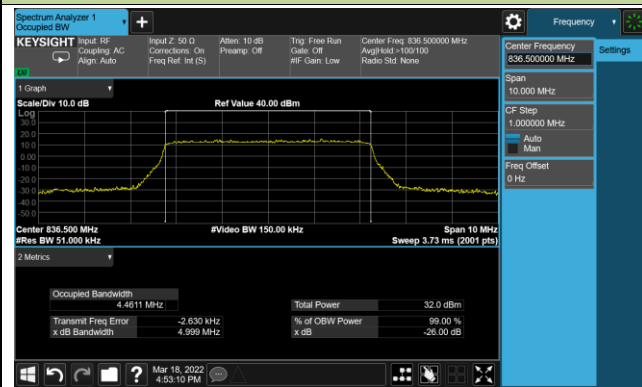 Spectrum Analyzer 1
Occupied BW
+
Frequency
KEYSIGHT
Input: RF
Coupling: AC
Align: Auto
Input Z: 50 Ω
Corrections: On
Freq Ref: Int (S)
Atten: 10 dB
Preamp: Off
Trig: Free Run
Gate: Off
#IF Gain: Low
Center Freq: 836.500000 MHz
Avg|Hold:>100/100
Radio Std: None
Center Frequency
836.500000 MHz
Settings
Span
10.000 MHz
CF Step
1.000000 MHz
Auto
Man
Freq Offset
0 Hz
1 Graph
Scale/Div 10.0 dB
Ref Value 40.00 dBm
Log
30.0
20.0
10.0
0.00
-10.0
-20.0
-30.0
-40.0
-50.0
Center 836.500 MHz
#Video BW 150.00 kHz
Span 10 MHz
#Res BW 51.000 kHz
Sweep 3.73 ms (2001 pts)
2 Metrics
Occupied Bandwidth
4.4611 MHz
Total Power 32.0 dBm
Transmit Freq Error -2.630 kHz
% of OBW Power 99.00 %
x dB Bandwidth 4.999 MHz
x dB -26.00 dB
?
Mar 18, 2022
4:53:10 PM